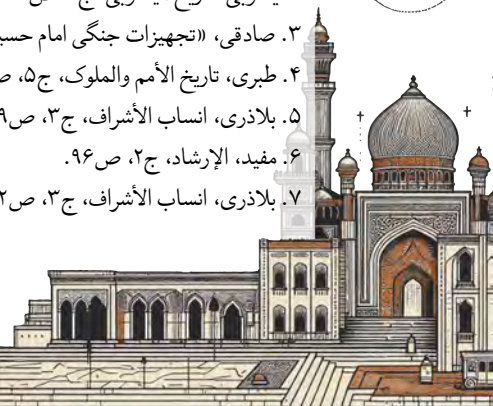 ۳. صادقی، «تجهیزات جنگی امام
۴. طبری، تاریخ الأمم والملوک، ج۵،
۵. بلاذری، انساب الأشراف، ج۳،
۶. مفید، الإرشاد، ج۲، ص۹۶.
۷. بلاذری، انساب الأشراف، ج۳،